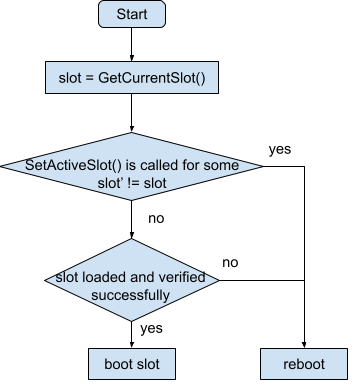 Start
slot = GetCurrentSlot()
SetActiveSlot() is called for some
slot' != slot
yes
no
slot loaded and verified
successfully
no
yes
boot slot
reboot